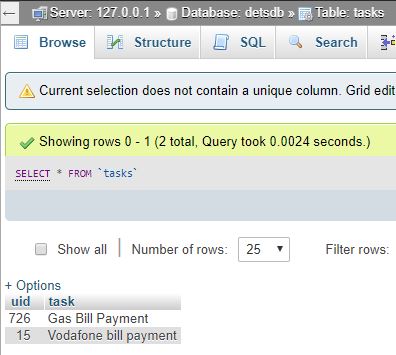 Server: 127.0.0.1 » Database: detsdb » Table: tasks
Browse Structure SQL Search
Current selection does not contain a unique column. Grid edit
Showing rows 0 - 1 (2 total, Query took 0.0024 seconds.)
SELECT * FROM `tasks`
Show all | Number of rows: 25 Filter rows:
+ Options
uid task
726 Gas Bill Payment
15 Vodafone bill payment